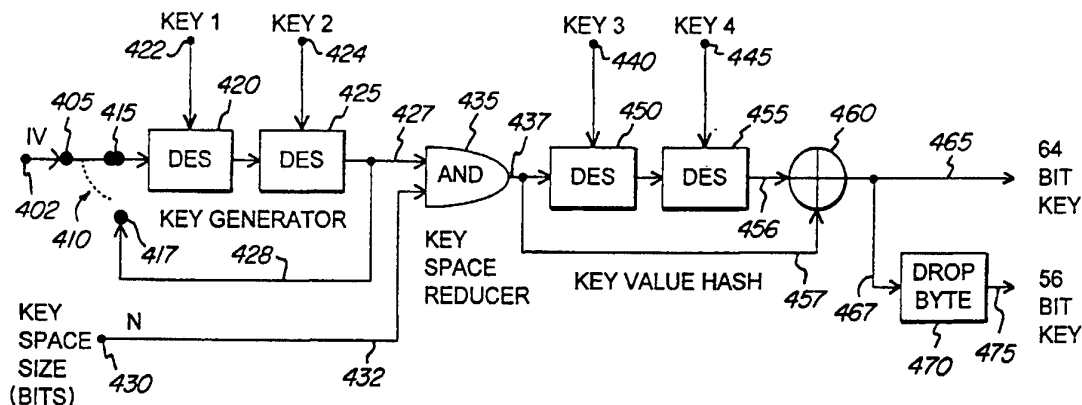 KEY 1
KEY 2
KEY 3
KEY 4
422
424
440
445
420
425
435
450
455
460
405
415
427
437
465
IV
DES
DES
AND
DES
DES
64
BIT
KEY
402
410
417
KEY GENERATOR
428
KEY
SPACE
REDUCER
456
KEY VALUE HASH
457
467
DROP
BYTE
470
475
56
BIT
KEY
KEY
SPACE
SIZE
(BITS)
N
430
432